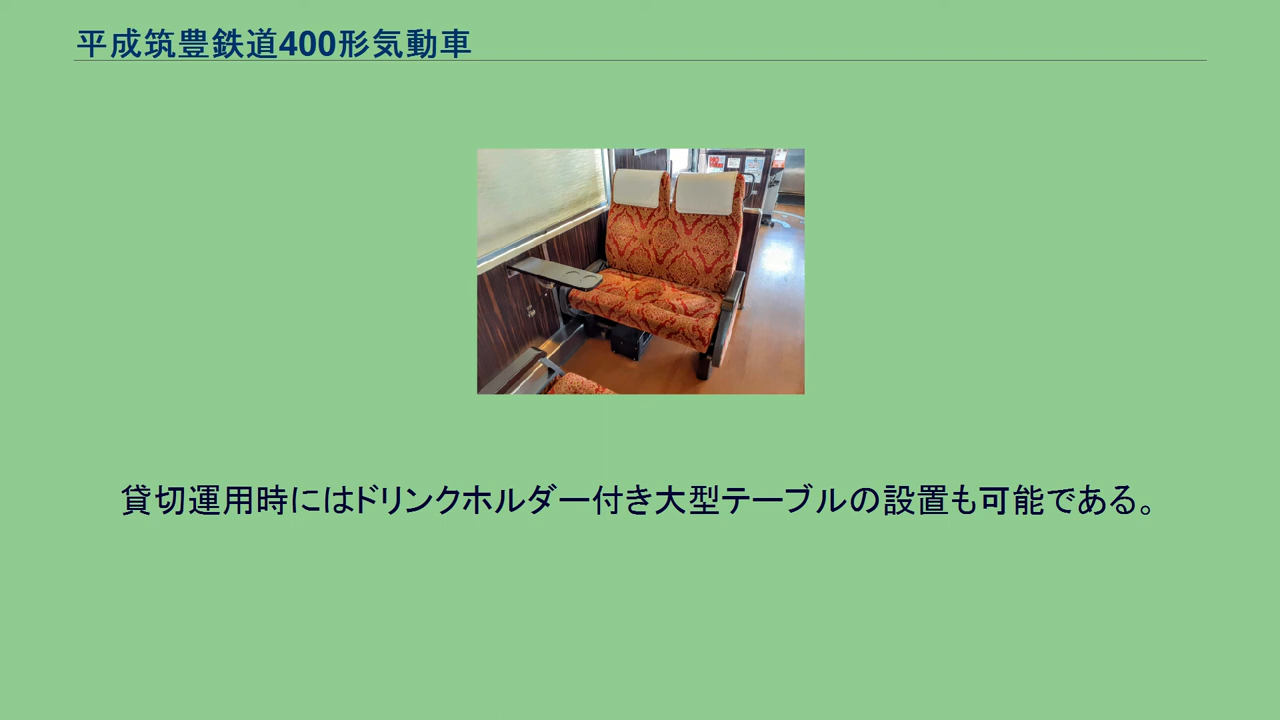 平成筑豊鉄道400形気動車
貸切運用時にはドリンクホルダー付き大型テーブルの設置も可能である。